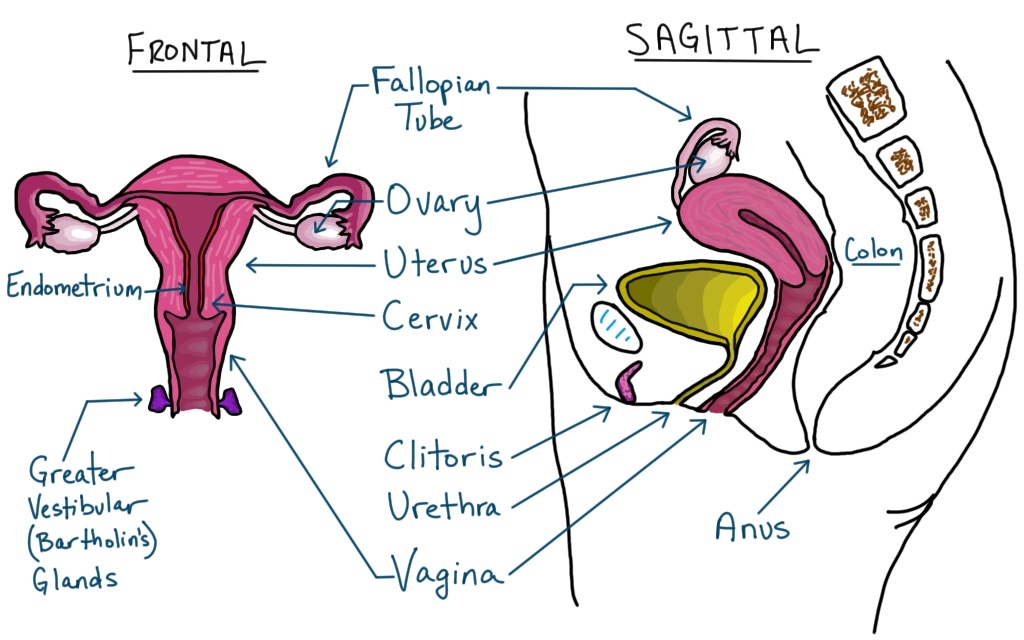 FRONTAL
SAGITTAL
Fallopian
Tube
Ovary
Uterus
Endometrium
Cervix
Bladder
Clitoris
Urethra
Vagina
Greater
Vestibular
(Bartholin's)
Glands
Colon
Anus